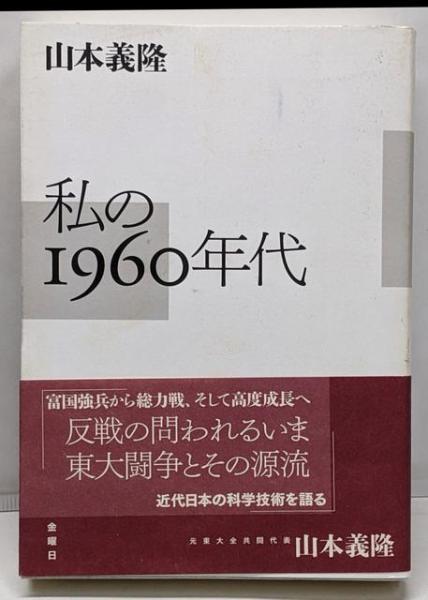 山本義隆
私の
1960年代
富国強兵から総力戦、そして高度成長へ
反戦の問われるいま
東大闘争とその源流
近代日本の科学技術を語る
金曜日
元東大全共闘代表 山本義隆